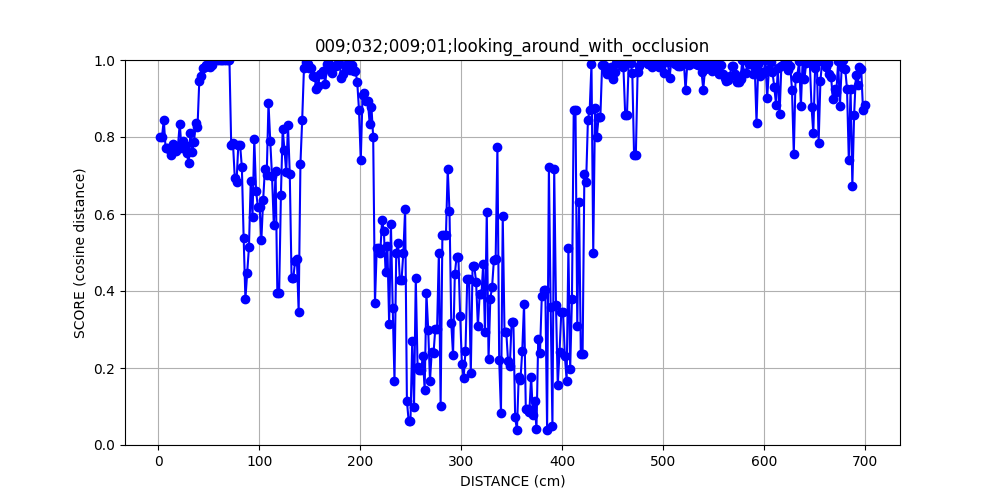 009;032;009;01;looking_around_with_occlusion
1.0
0.8
0.6
0.4
0.2
0.0
SCORE (cosine distance)
0 100 200 300 400 500 600 700
DISTANCE (cm)